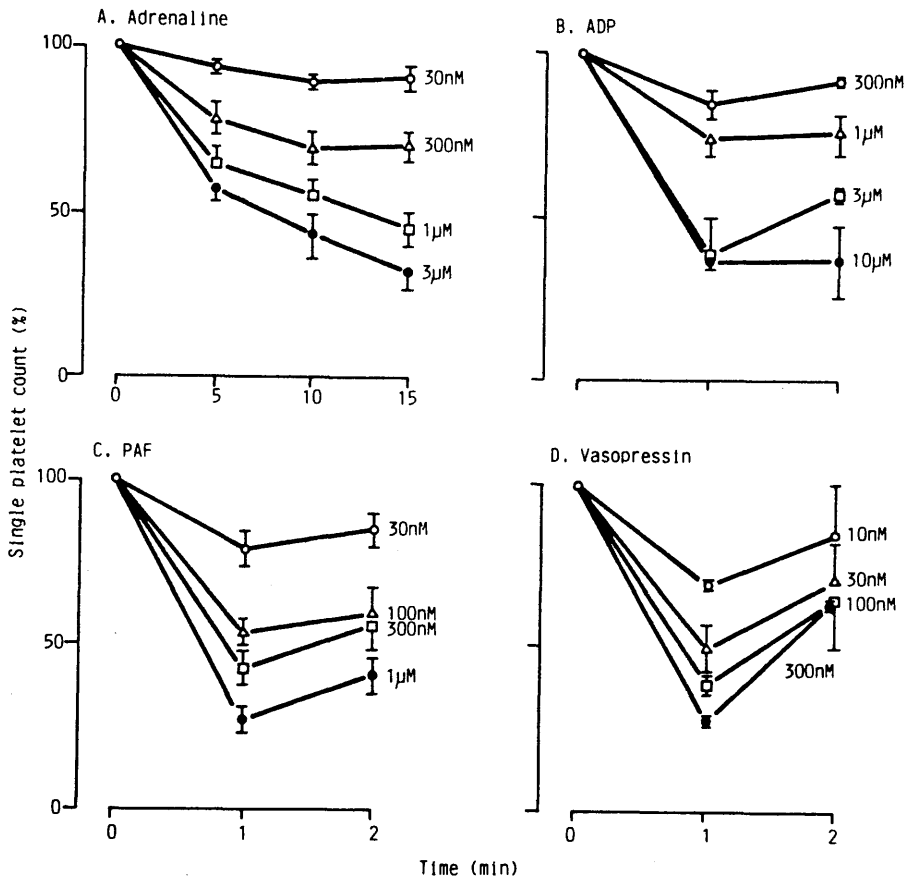 A. Adrenaline
100
50
0
30nM
300nM
1µM
3µM
0 5 10 15
B. ADP
300nM
1µM
3µM
10µM
Single platelet count (%)
C. PAF
100
50
0
30nM
100nM
300nM
1µM
0 1 2
D. Vasopressin
10nM
30nM
100nM
300nM
0 1 2
Time (min)